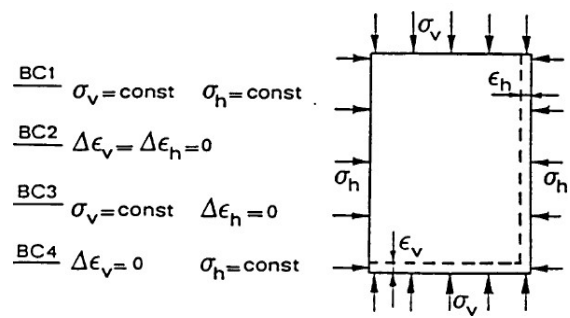 BC1
σv=const σh=const
BC2 Δϵv=Δϵh=0
BC3
σv=const Δϵh=0
BC4 Δϵv=0 σh=const
σv
ϵh
σh
σh
ϵv
σv